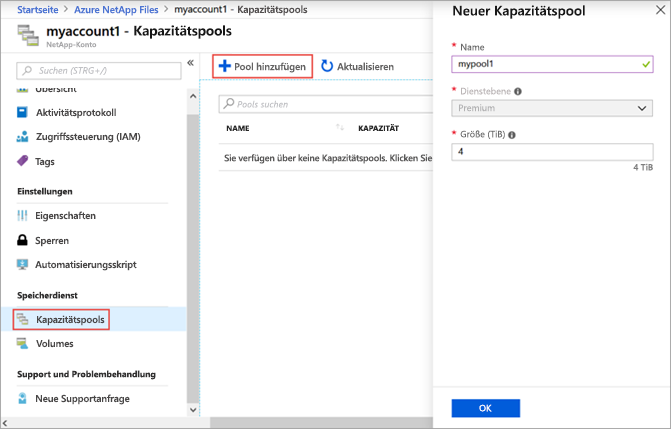 Startseite > Azure NetApp Files > myaccount1 - Kapazitätspools
myaccount1 - Kapazitätspools
NetApp-Konto
Suchen (STRG+/)
Übersicht
Aktivitätsprotokoll
Zugriffssteuerung (IAM)
Tags
Einstellungen
Eigenschaften
Sperren
Automatisierungsskript
Speicherdienst
Kapazitätspools
Volumes
Support und Problembehandlung
Neue Supportanfrage
Pool hinzufügen
Aktualisieren
Pools suchen
NAME KAPAZITÄT
Sie verfügen über keine Kapazitätspools. Klicken Sie
Neuer Kapazitätspool
* Name
mypool1
* Dienstebene
Premium
* Größe (TiB)
4
4 TiB
OK